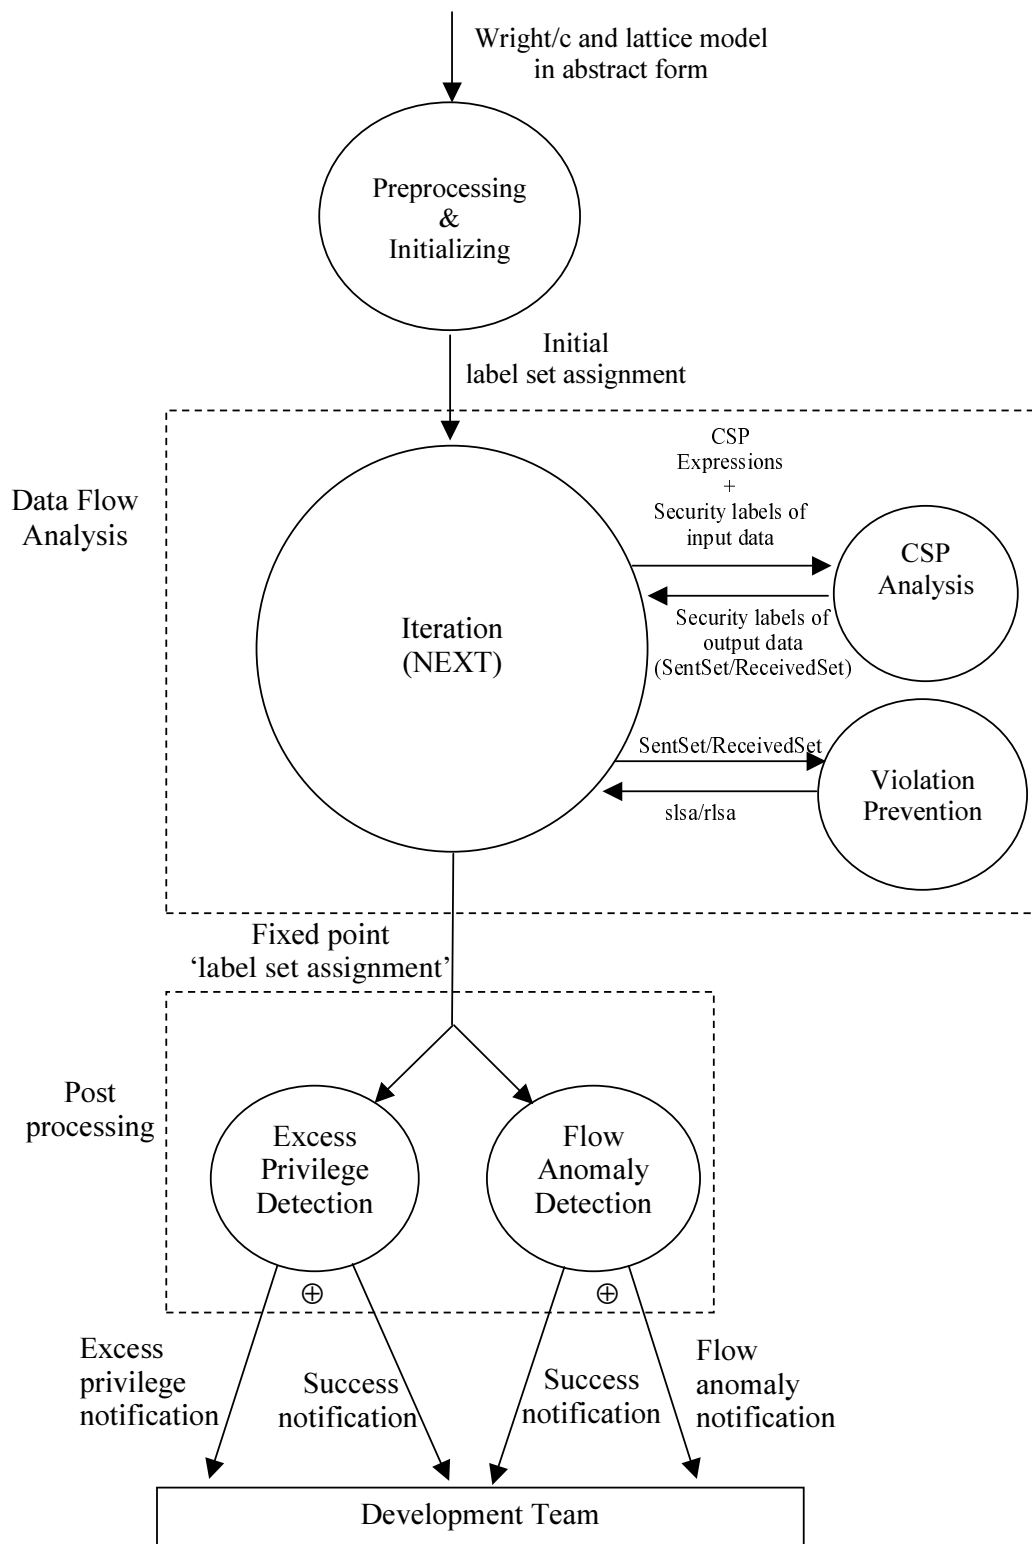 Wright/c and lattice model
in abstract form
Preprocessing
&
Initializing
Initial
label set assignment
Data Flow
Analysis
CSP
Expressions
+
Security labels of
input data
CSP
Analysis
Iteration
(NEXT)
Security labels of
output data
(SentSet/ReceivedSet)
SentSet/ReceivedSet
Violation
Prevention
slsa/rlsa
Fixed point
‘label set assignment’
Post
processing
Excess
Privilege
Detection
Flow
Anomaly
Detection
⊕
⊕
Excess
privilege
notification
Success
notification
Success
notification
Flow
anomaly
notification
Development Team